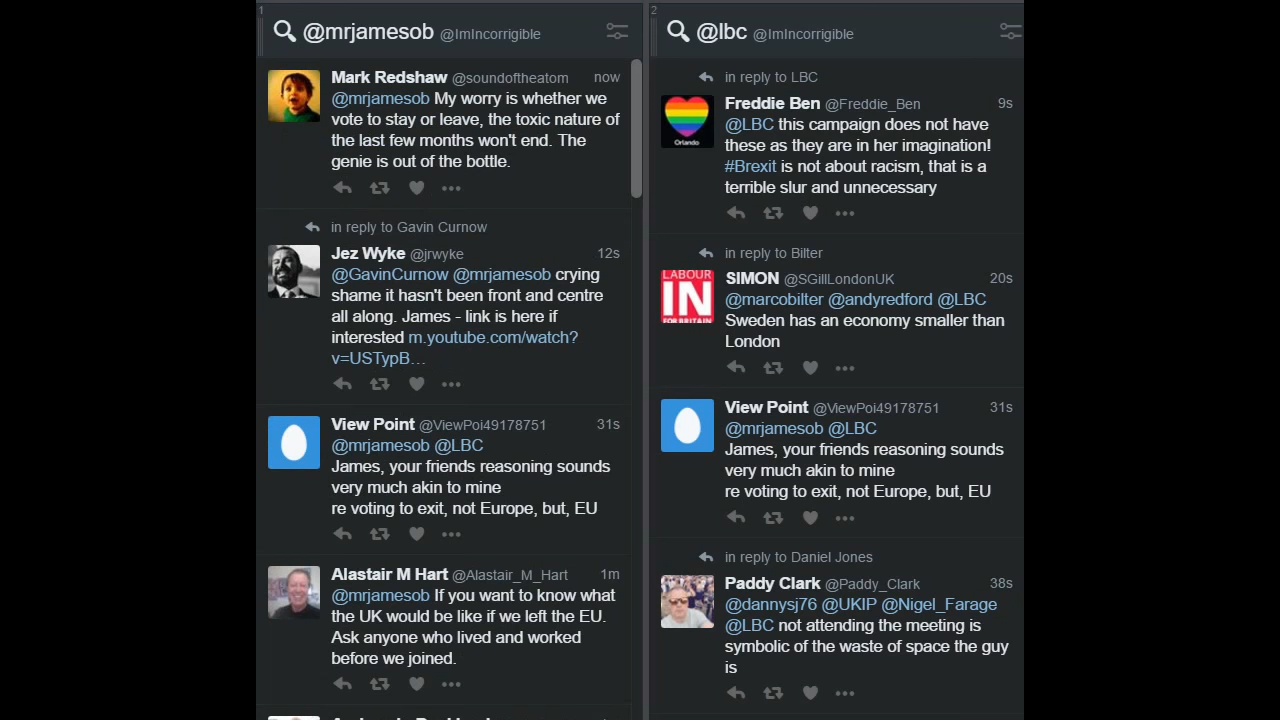 1
@mrjamesob @ImIncorrigible
Mark Redshaw @soundoftheatom now
@mrjamesob My worry is whether we
vote to stay or leave, the toxic nature of
the last few months won't end. The
genie is out of the bottle.
in reply to Gavin Curnow
Jez Wyke @jrwyke 12s
@GavinCurnow @mrjamesob crying
shame it hasn't been front and centre
all along. James - link is here if
interested m.youtube.com/watch?
v=USTypB…
View Point @ViewPoi49178751 31s
@mrjamesob @LBC
James, your friends reasoning sounds
very much akin to mine
re voting to exit, not Europe, but, EU
Alastair M Hart @Alastair_M_Hart 1m
@mrjamesob If you want to know what
the UK would be like if we left the EU.
Ask anyone who lived and worked
before we joined.
2
@lbc @ImIncorrigible
in reply to LBC
Orlando
Freddie Ben @Freddie_Ben 9s
@LBC this campaign does not have
these as they are in her imagination!
#Brexit is not about racism, that is a
terrible slur and unnecessary
in reply to Bilter
LABOUR
IN
FOR BRITAIN
SIMON @SGillLondonUK 20s
@marcobilter @andyredford @LBC
Sweden has an economy smaller than
London
View Point @ViewPoi49178751 31s
@mrjamesob @LBC
James, your friends reasoning sounds
very much akin to mine
re voting to exit, not Europe, but, EU
in reply to Daniel Jones
Paddy Clark @Paddy_Clark 38s
@dannysj76 @UKIP @Nigel_Farage
@LBC not attending the meeting is
symbolic of the waste of space the guy
is